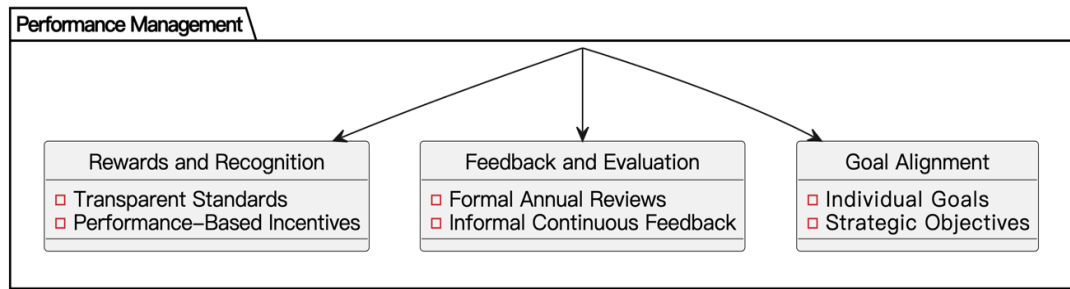 Performance Management
Rewards and Recognition
Transparent Standards
Performance-Based Incentives
Feedback and Evaluation
Formal Annual Reviews
Informal Continuous Feedback
Goal Alignment
Individual Goals
Strategic Objectives